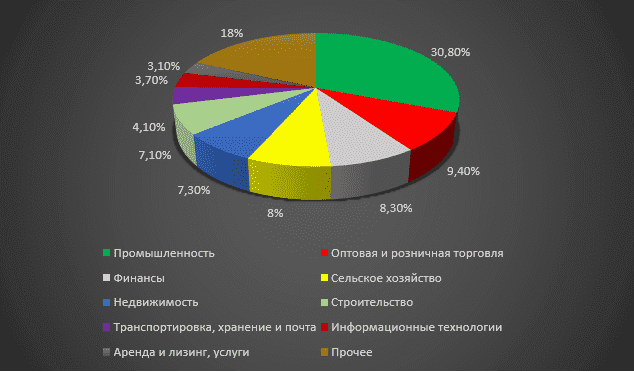 18%
30,80%
3,10%
3,70%
4,10%
7,10%
9,40%
7,30%
8%
8,30%
Промышленность
Оптовая и розничная торговля
Финансы
Сельское хозяйство
Недвижимость
Строительство
Транспортировка, хранение и почта
Информационные технологии
Аренда и лизинг, услуги
Прочее